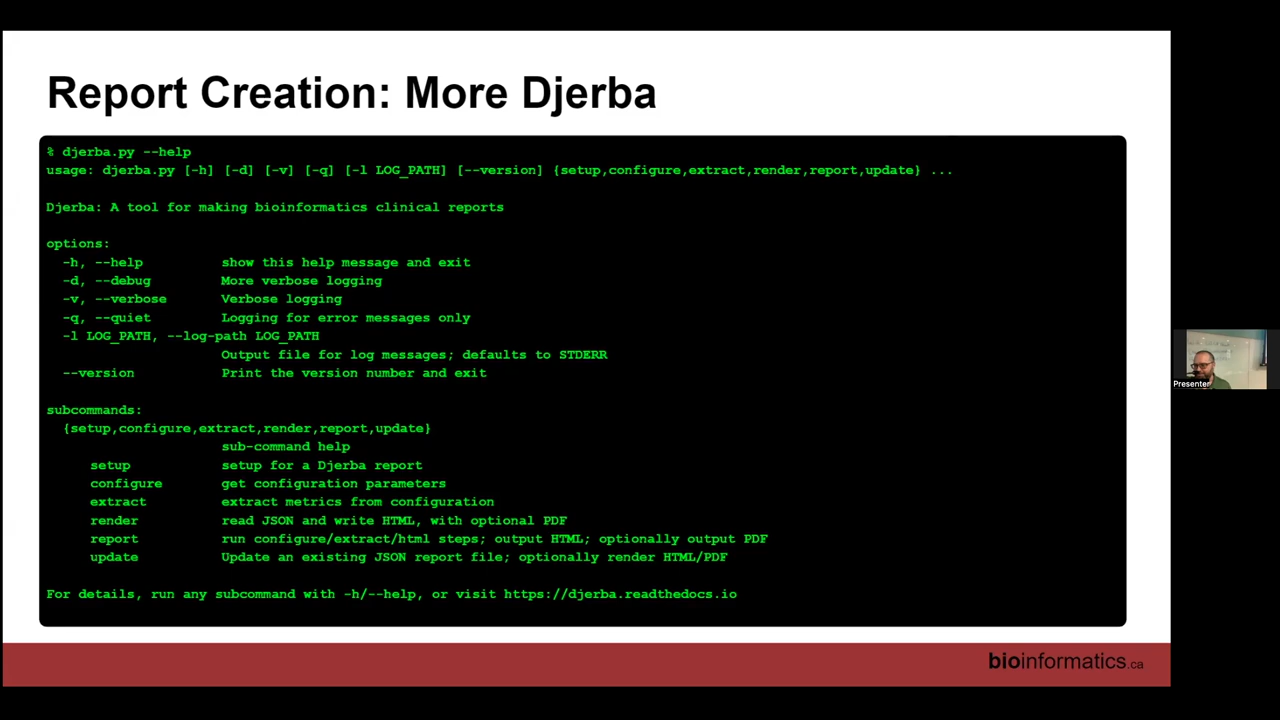 Report Creation: More Djerba
% djerba.py --help
usage: djerba.py [-h] [-d] [-v] [-q] [-l LOG_PATH] [--version] {setup,configure,extract,render,report,update} ...
Djerba: A tool for making bioinformatics clinical reports
options:
-h, --help show this help message and exit
-d, --debug More verbose logging
-v, --verbose Verbose logging
-q, --quiet Logging for error messages only
-l LOG_PATH, --log-path LOG_PATH
Output file for log messages; defaults to STDERR
--version Print the version number and exit
subcommands:
{setup,configure,extract,render,report,update}
sub-command help
setup setup for a Djerba report
configure get configuration parameters
extract extract metrics from configuration
render read JSON and write HTML, with optional PDF
report run configure/extract/html steps; output HTML; optionally output PDF
update Update an existing JSON report file; optionally render HTML/PDF
For details, run any subcommand with -h/--help, or visit https://djerba.readthedocs.io
Presenter
bioinformatics.ca